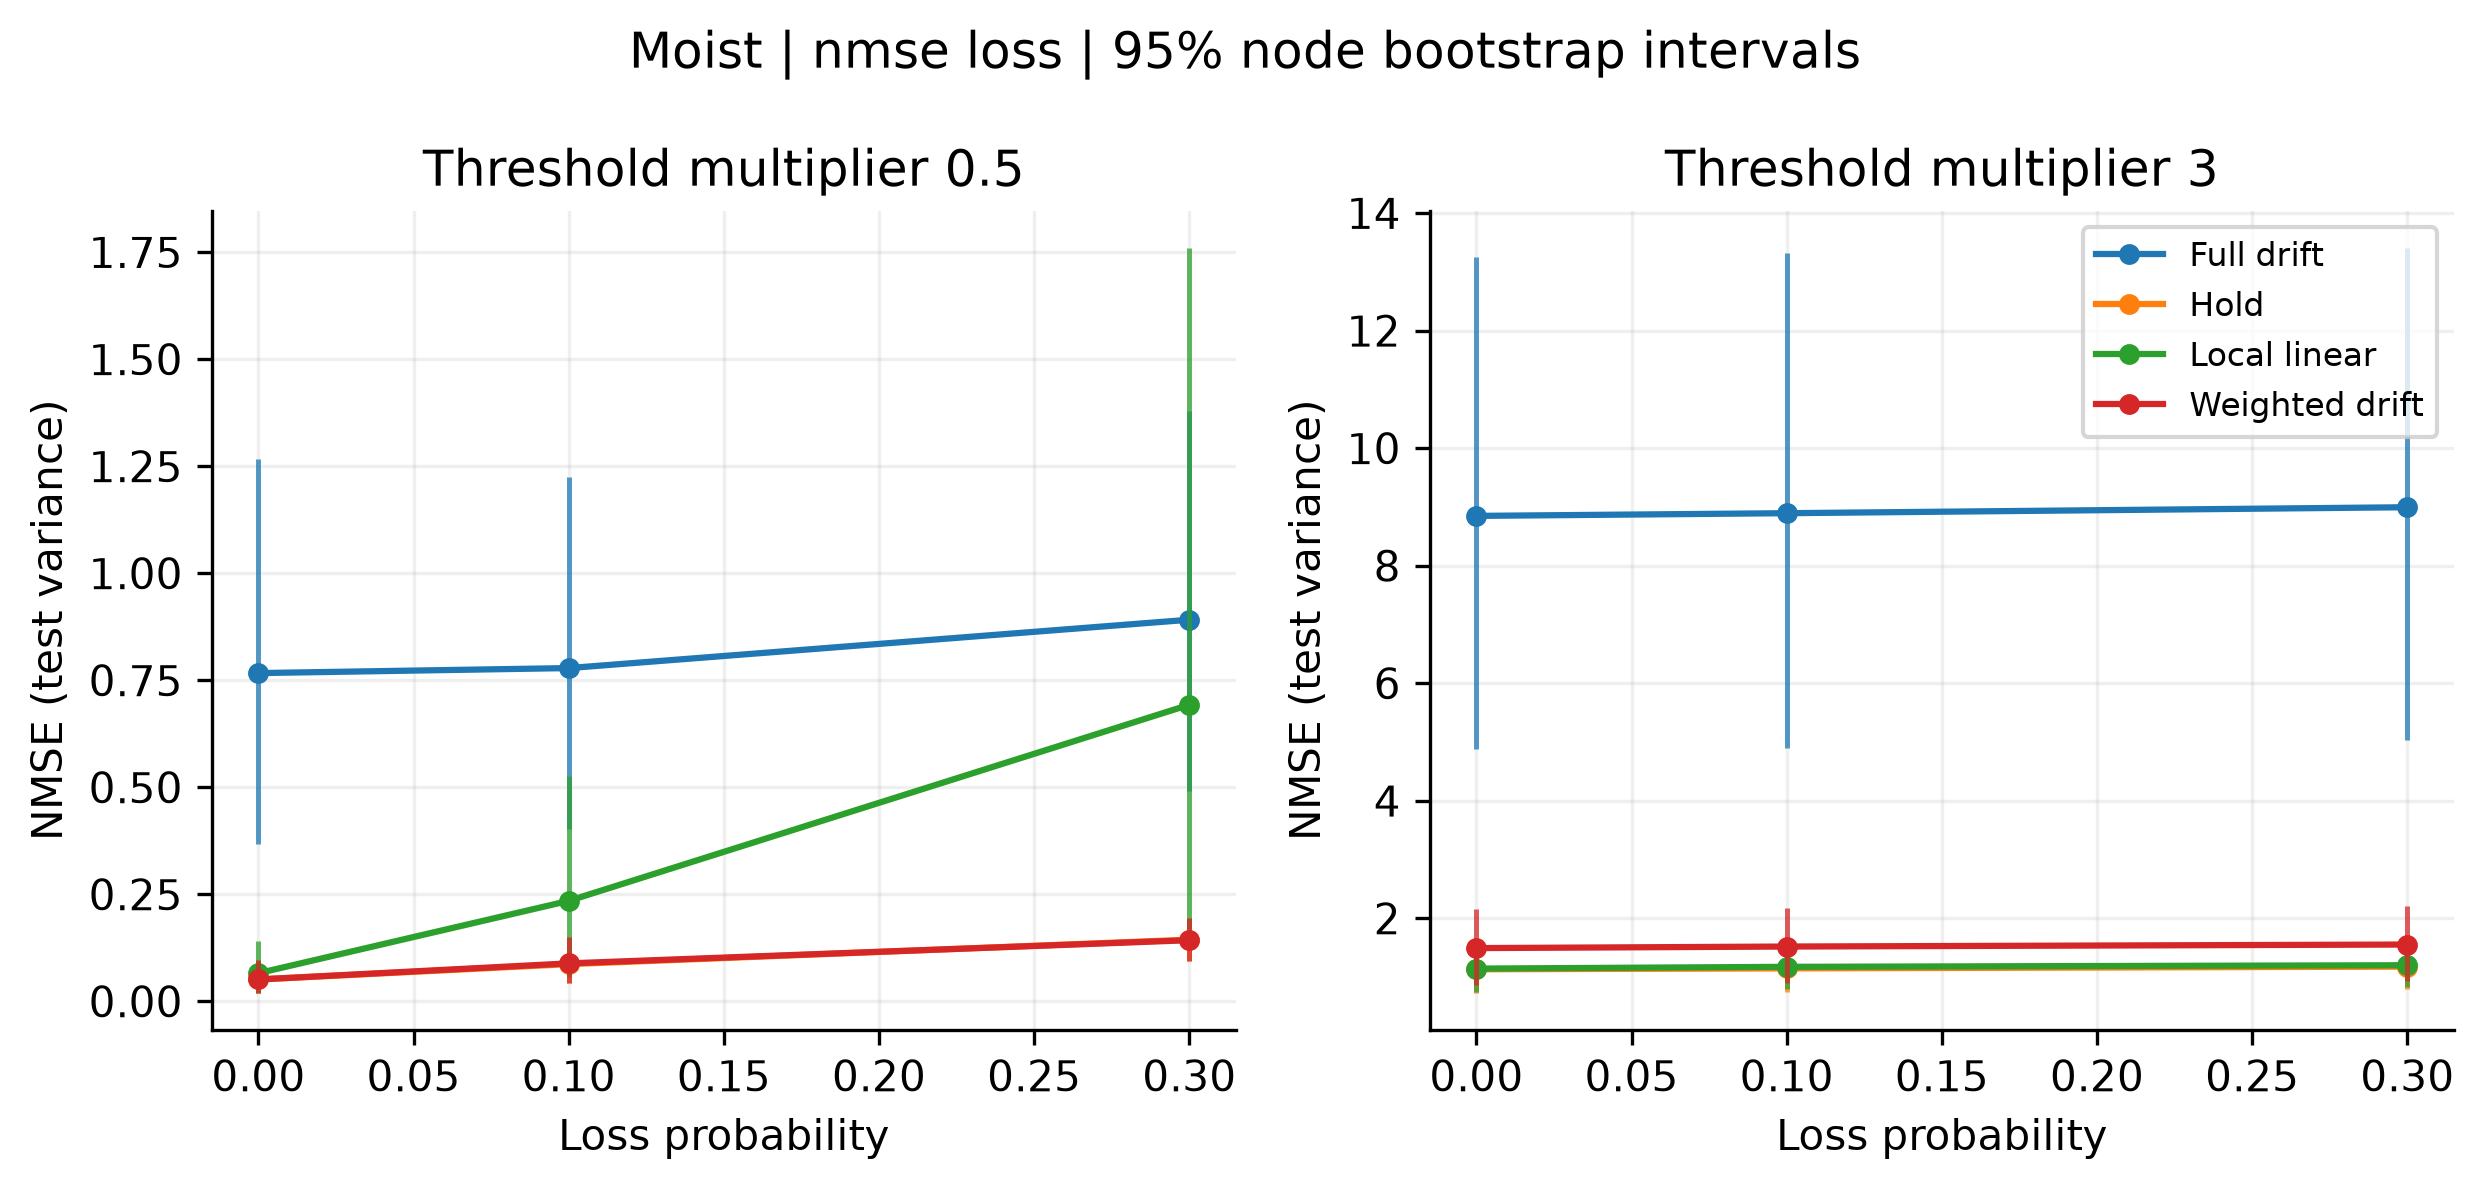 Moist | nmse loss | 95% node bootstrap intervals
Threshold multiplier 0.5
NMSE (test variance)
1.75
1.50
1.25
1.00
0.75
0.50
0.25
0.00
0.00 0.05 0.10 0.15 0.20 0.25 0.30
Loss probability
Threshold multiplier 3
NMSE (test variance)
14
12
10
8
6
4
2
Full drift
Hold
Local linear
Weighted drift
0.00 0.05 0.10 0.15 0.20 0.25 0.30
Loss probability